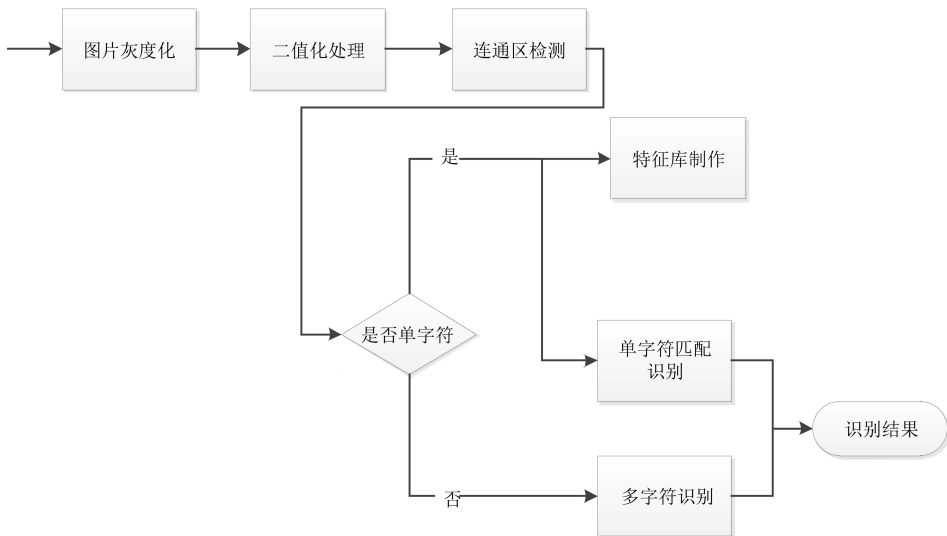 图片灰度化
二值化处理
连通区检测
是
特征库制作
是否单字符
单字符匹配
识别
识别结果
否
多字符识别